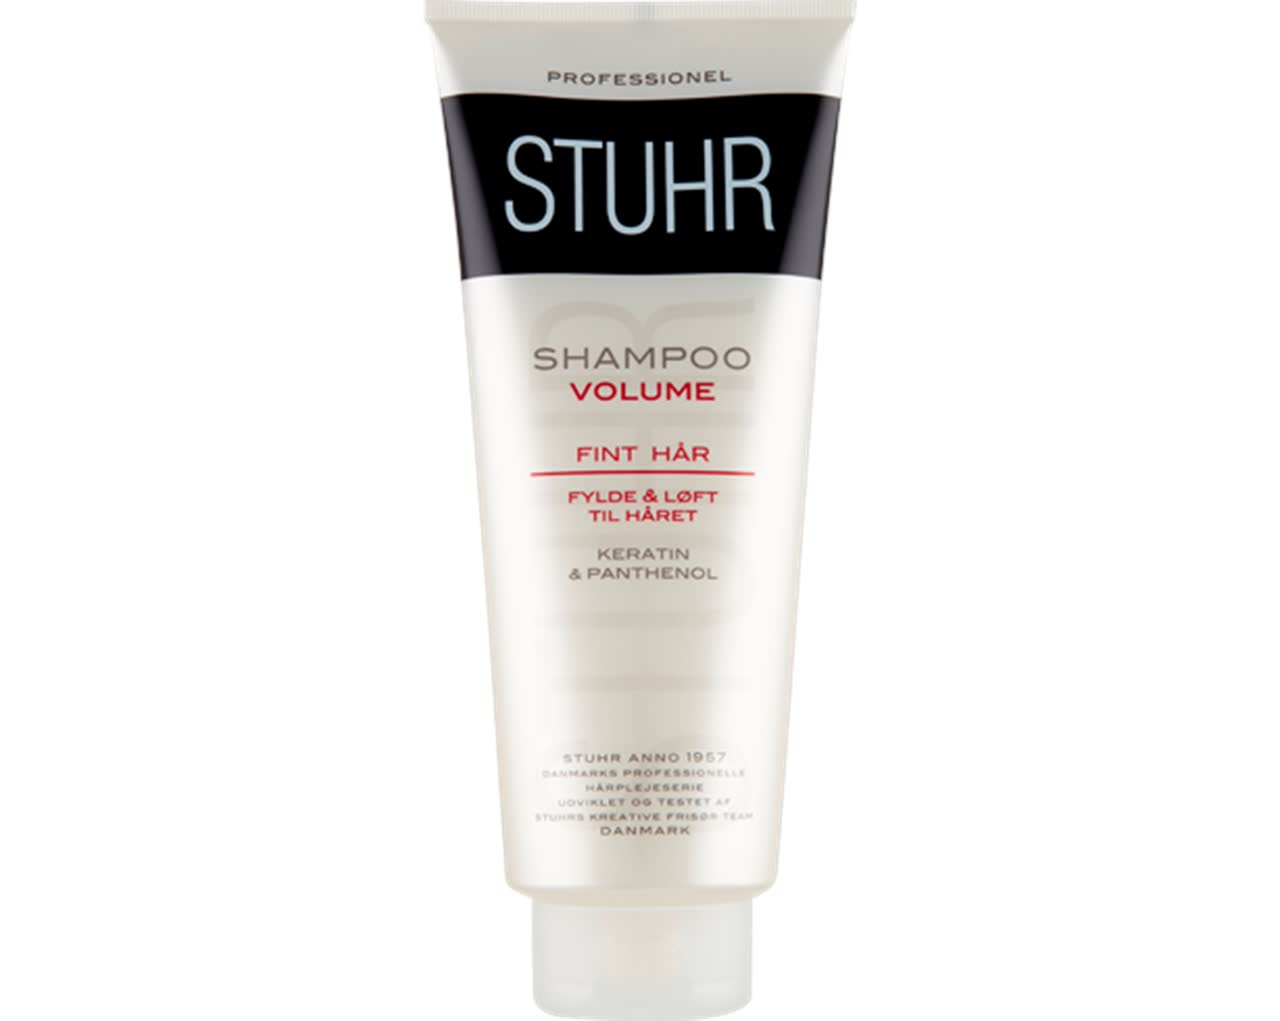 PROFESSIONEL
STUHR
SHAMPOO
VOLUME
FINT HÅR
FYLDE & LØFT
TIL HÅRET
KERATIN
& PANTHENOL
STUHR ANNO 1957
DANMARKS PROFESSIONELLE
HÅRPLEJESERIE
UDVIKLET OG TESTET AF
STUHRS KREATIVE FRISØR TEAM
DANMARK